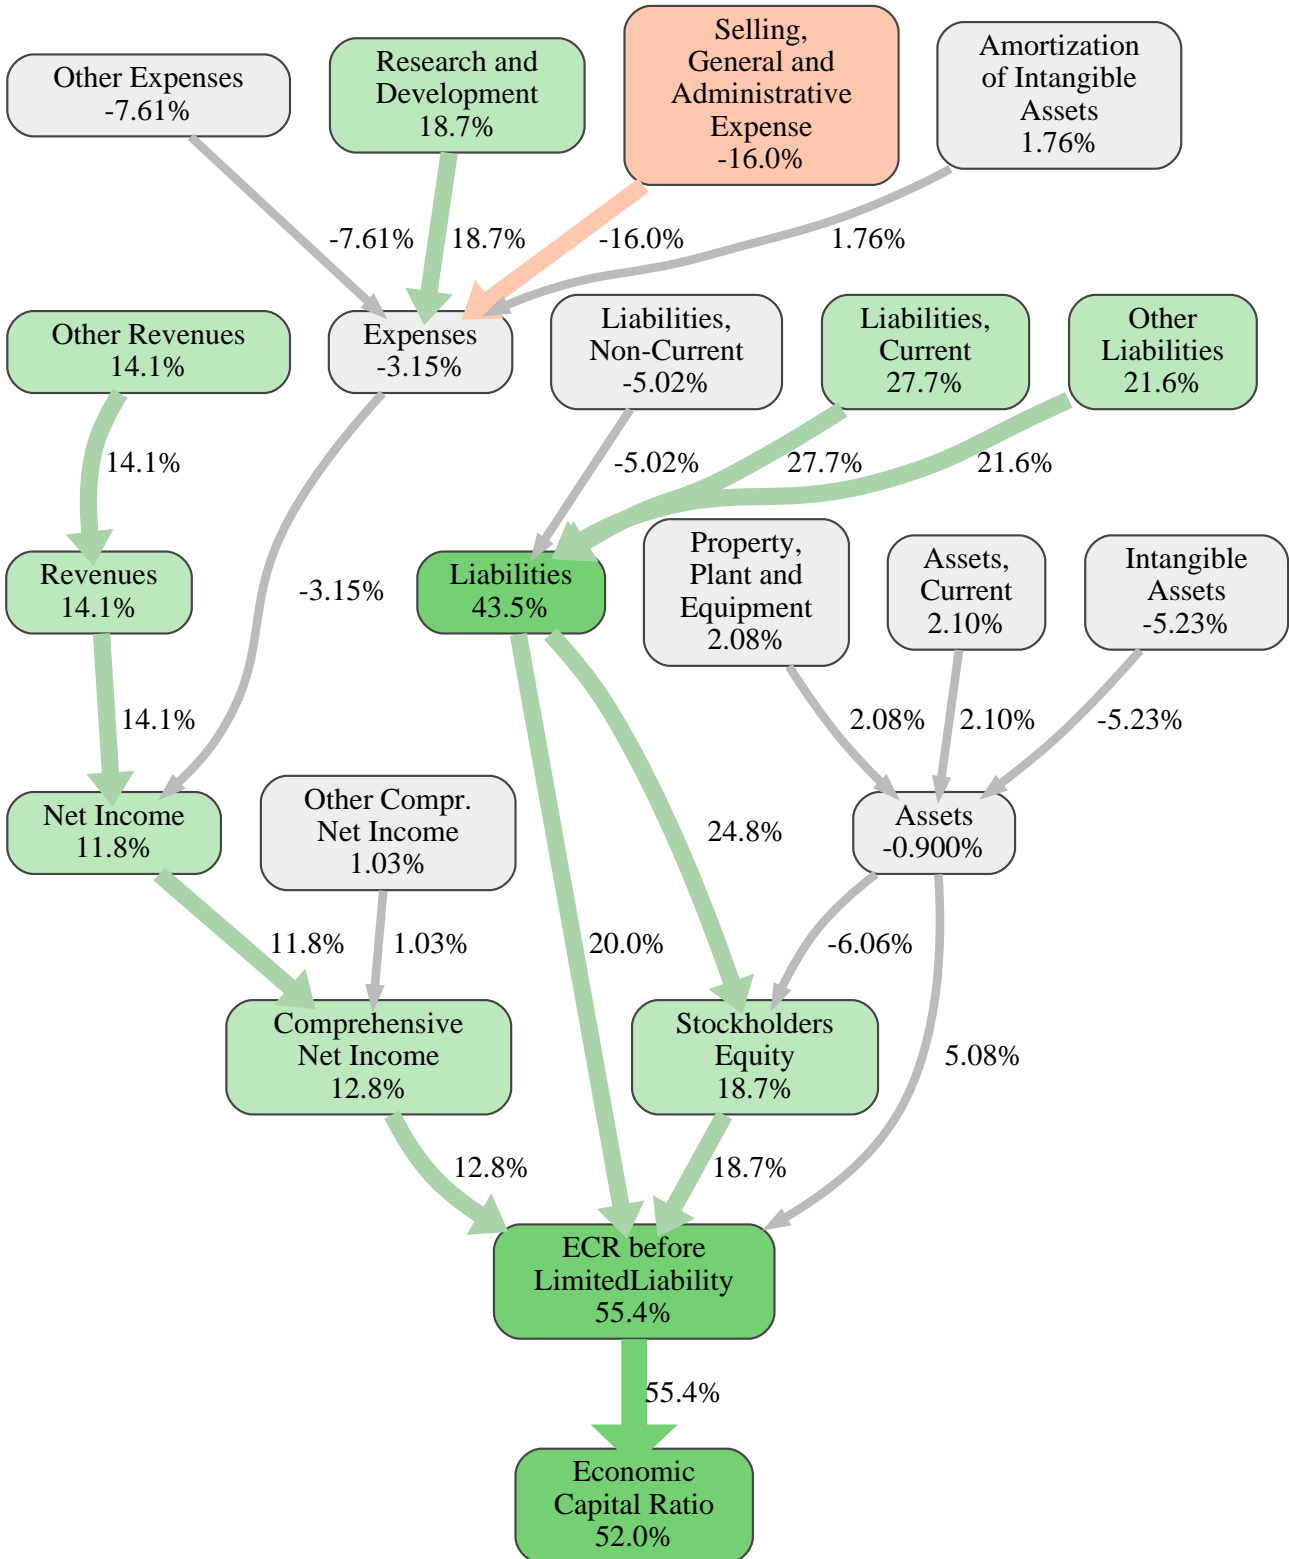 Other Expenses
-7.61%
Research and
Development
18.7%
Selling,
General and
Administrative
Expense
-16.0%
Amortization
of Intangible
Assets
1.76%
-7.61%
18.7%
-16.0%
1.76%
Other Revenues
14.1%
Expenses
-3.15%
Liabilities,
Non-Current
-5.02%
Liabilities,
Current
27.7%
Other
Liabilities
21.6%
14.1%
-5.02%
27.7%
21.6%
Revenues
14.1%
-3.15%
Liabilities
43.5%
Property,
Plant and
Equipment
2.08%
Assets,
Current
2.10%
Intangible
Assets
-5.23%
14.1%
2.08%
2.10%
-5.23%
Net Income
11.8%
Other Compr.
Net Income
1.03%
24.8%
Assets
-0.900%
11.8%
1.03%
20.0%
-6.06%
Comprehensive
Net Income
12.8%
Stockholders
Equity
18.7%
5.08%
12.8%
18.7%
ECR before
LimitedLiability
55.4%
55.4%
Economic
Capital Ratio
52.0%